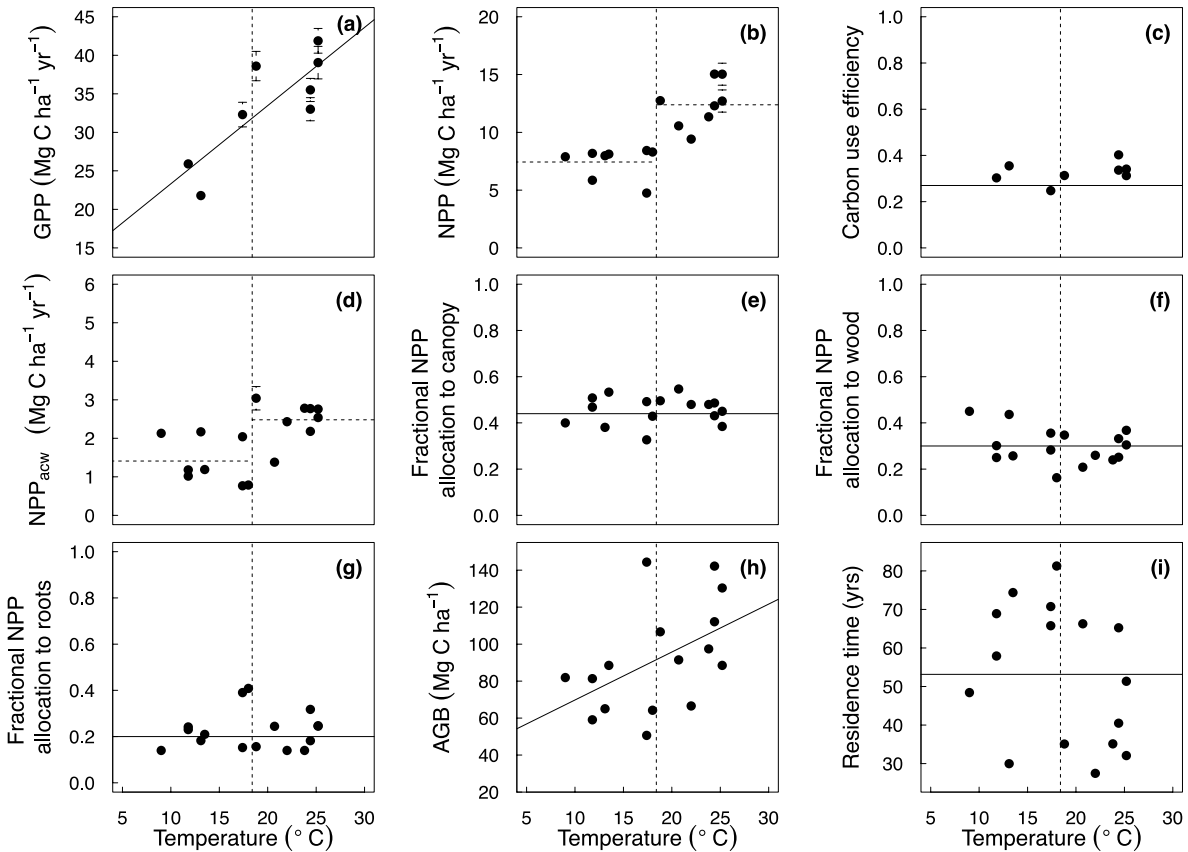 GPP (Mg C ha⁻¹ yr⁻¹)
45
40
35
30
25
20
15
(a)
NPP (Mg C ha⁻¹ yr⁻¹)
20
15
10
5
0
(b)
Carbon use efficiency
1.0
0.8
0.6
0.4
0.2
0.0
(c)
NPPacw (Mg C ha⁻¹ yr⁻¹)
6
5
4
3
2
1
0
(d)
Fractional NPP
allocation to canopy
1.0
0.8
0.6
0.4
0.2
0.0
(e)
Fractional NPP
allocation to wood
1.0
0.8
0.6
0.4
0.2
0.0
(f)
Fractional NPP
allocation to roots
1.0
0.8
0.6
0.4
0.2
0.0
(g)
5 10 15 20 25 30
Temperature (° C)
AGB (Mg C ha⁻¹)
140
120
100
80
60
40
20
(h)
5 10 15 20 25 30
Temperature (° C)
Residence time (yrs)
80
70
60
50
40
30
(i)
5 10 15 20 25 30
Temperature (° C)